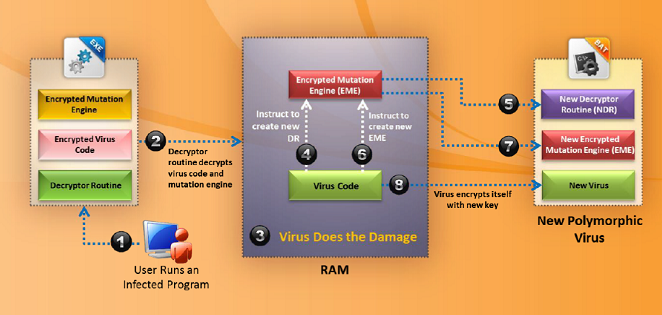 EXE
Encrypted Mutation
Engine
Encrypted Virus
Code
Decryptor Routine
1
User Runs an
Infected Program
2
Decryptor
routine decrypts
virus code and
mutation engine
Encrypted Mutation
Engine (EME)
Instruct to
create new
DR
4
Instruct to
create new
EME
6
Virus Code
3 Virus Does the Damage
RAM
5
7
8
Virus encrypts itself
with new key
BAT
New Decryptor
Routine (NDR)
New Encrypted
Mutation Engine (EME)
New Virus
New Polymorphic
Virus